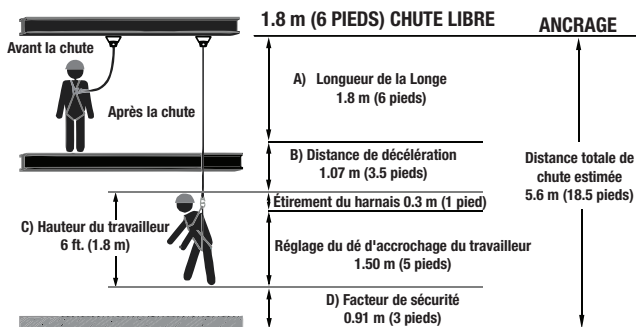 1.8 m (6 PIEDS) CHUTE LIBRE
ANCRAGE
Avant la chute
Après la chute
A) Longueur de la Longe
1.8 m (6 pieds)
B) Distance de décélération
1.07 m (3.5 pieds)
Étirement du harnais 0.3 m (1 pied)
C) Hauteur du travailleur
6 ft. (1.8 m)
Réglage du dé d'accrochage du travailleur
1.50 m (5 pieds)
D) Facteur de sécurité
0.91 m (3 pieds)
Distance totale de
chute estimée
5.6 m (18.5 pieds)